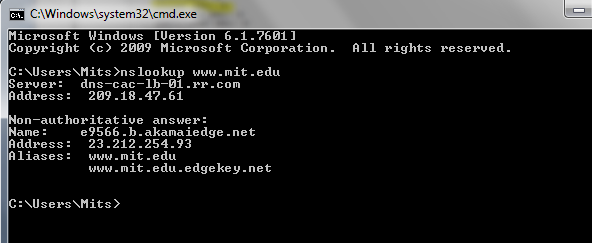 C:\Windows\system32\cmd.exe
Microsoft Windows [Version 6.1.7601]
Copyright (c) 2009 Microsoft Corporation.  All rights reserved.
C:\Users\Mits>nslookup www.mit.edu
Server:  dns-cac-lb-01.rr.com
Address:  209.18.47.61
Non-authoritative answer:
Name:    e9566.b.akamaiedge.net
Address:  23.212.254.93
Aliases:  www.mit.edu
          www.mit.edu.edgekey.net
C:\Users\Mits>